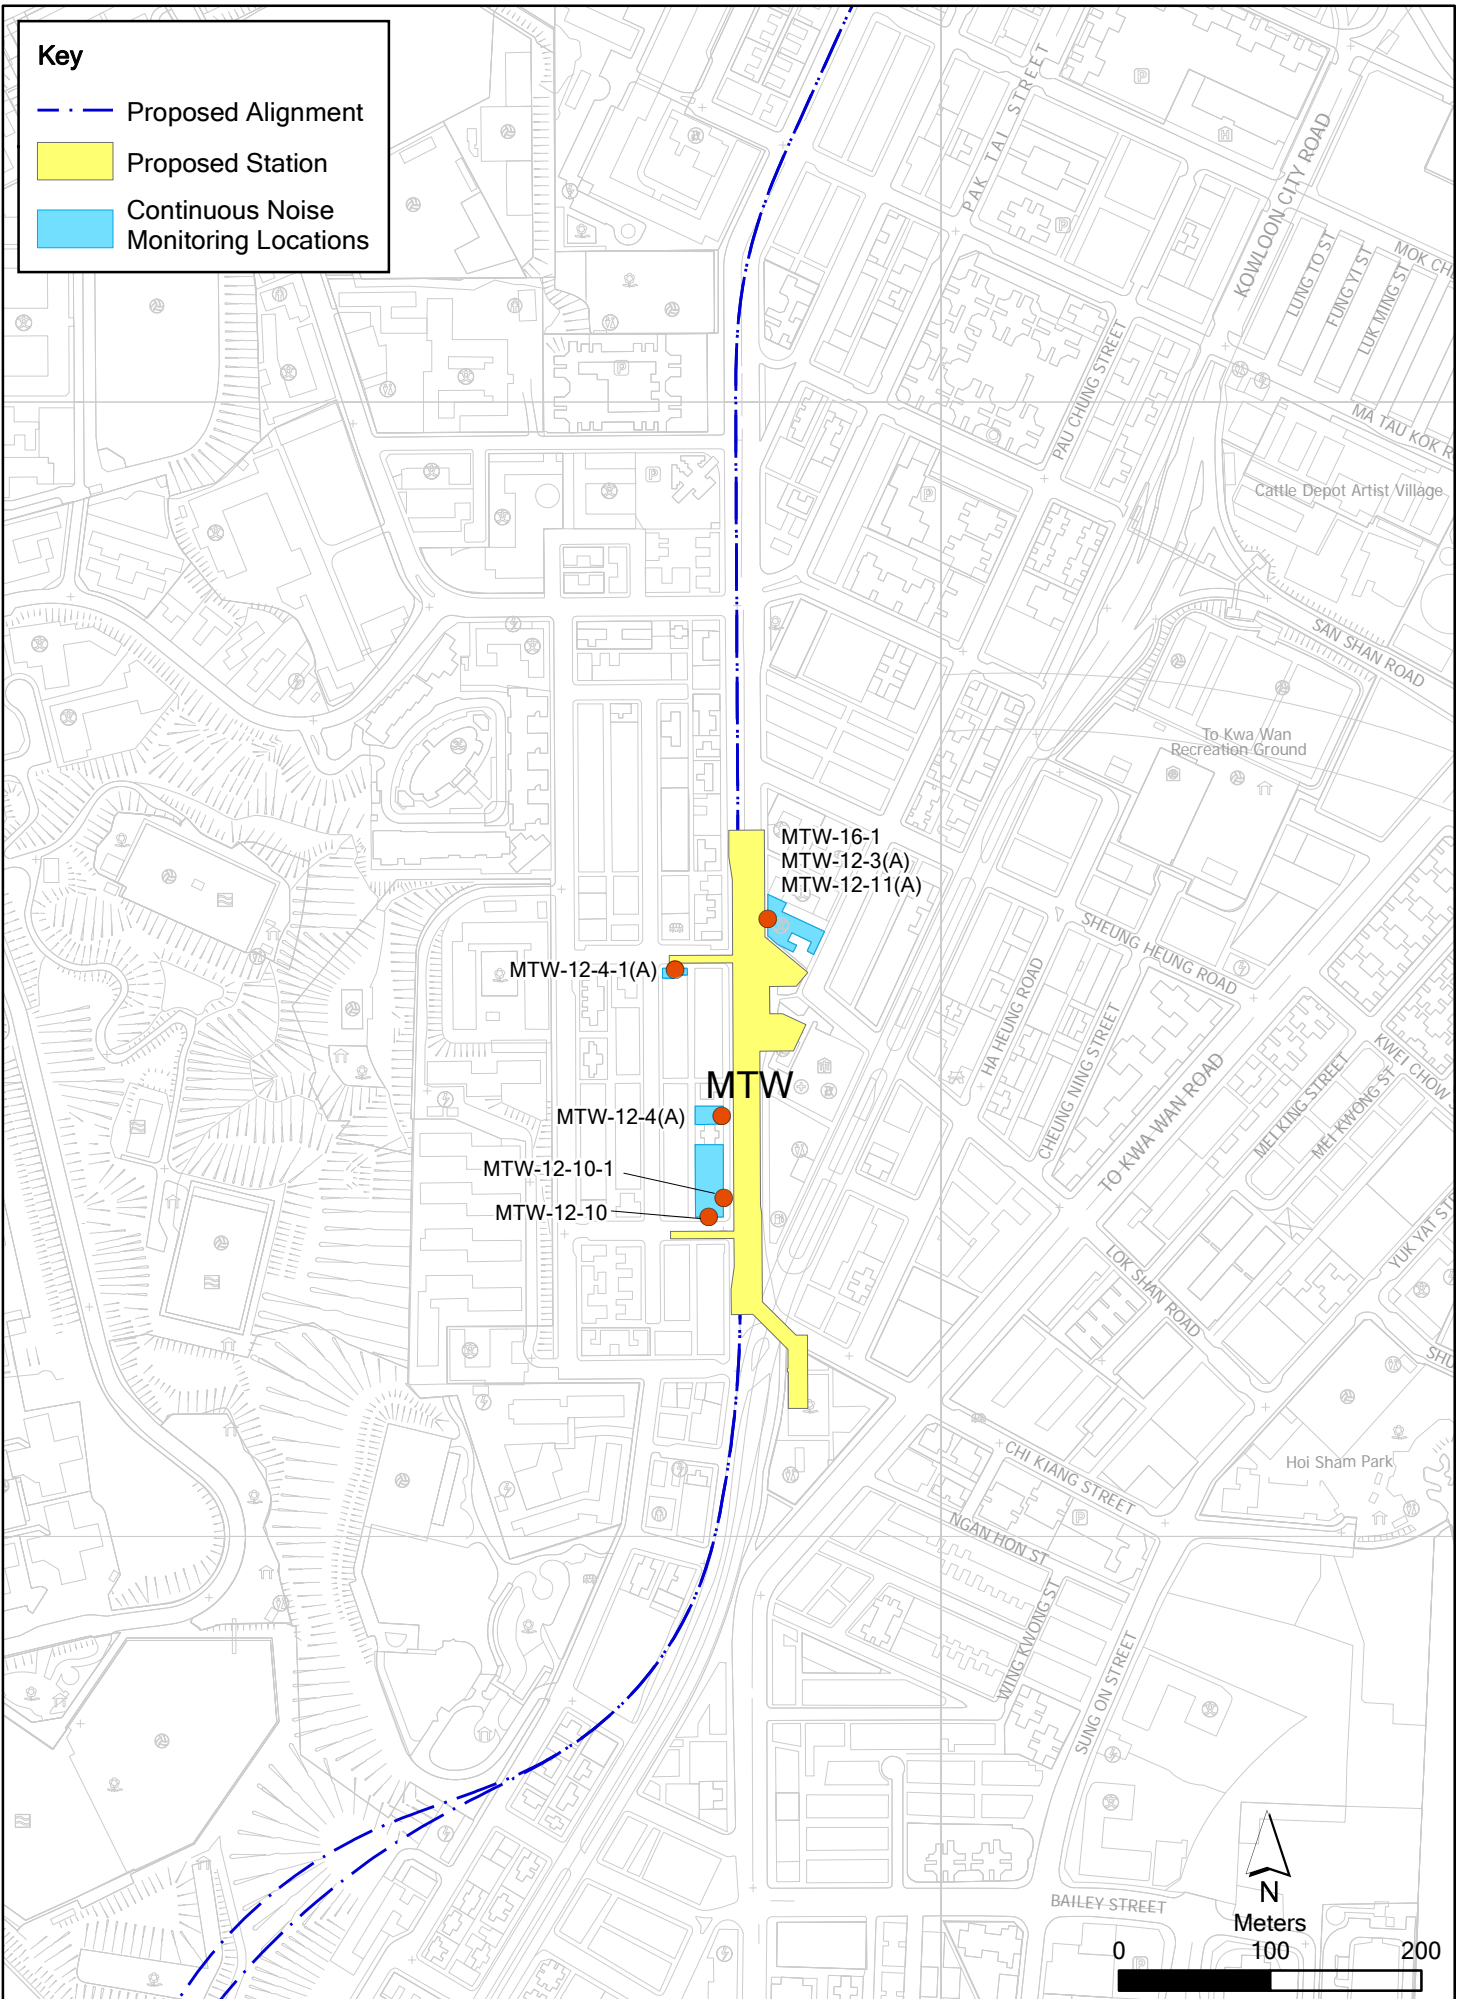 Key
Proposed Alignment
Proposed Station
Continuous Noise
Monitoring Locations
PAK TAI STREET
KOWLOON CITY ROAD
LUNG TO ST
FUNG YI ST
LUK MING ST
MOK CH
PAU CHUNG STREET
MA TAU KOK R
Cattle Depot Artist Village
SAN SHAN ROAD
To Kwa Wan
Recreation Ground
MTW-16-1
MTW-12-3(A)
MTW-12-11(A)
SHEUNG HEUNG ROAD
MTW-12-4-1(A)
HA HEUNG ROAD
CHEUNG NING STREET
TO KWA WAN ROAD
MEI KING STREET
MEI KWONG ST
KWEI CHOW
MTW
MTW-12-4(A)
MTW-12-10-1
MTW-12-10
YUK YAT ST
LOK SHAN ROAD
SHU
CHI KIANG STREET
Hoi Sham Park
NGAN HON ST
WING KWONG ST
SUNG ON STREET
BAILEY STREET
N
Meters
0 100 200